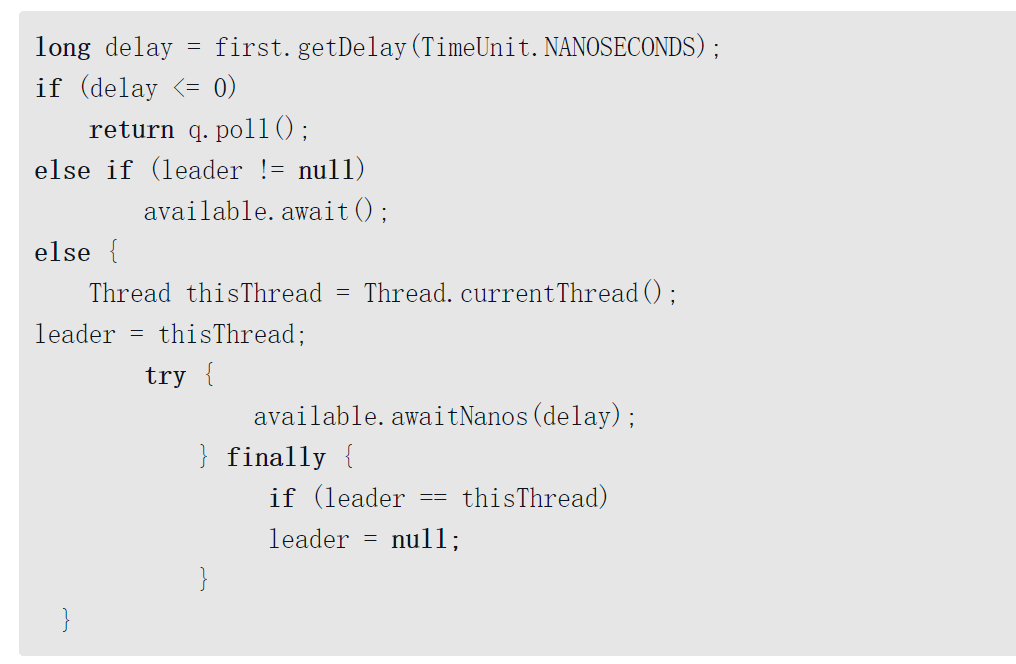 long delay = first.getDelay(TimeUnit.NANOSECONDS);
if (delay <= 0)
    return q.poll();
else if (leader != null)
        available.await();
else {
    Thread thisThread = Thread.currentThread();
leader = thisThread;
        try {
                available.awaitNanos(delay);
            } finally {
                 if (leader == thisThread)
                 leader = null;
            }
  }